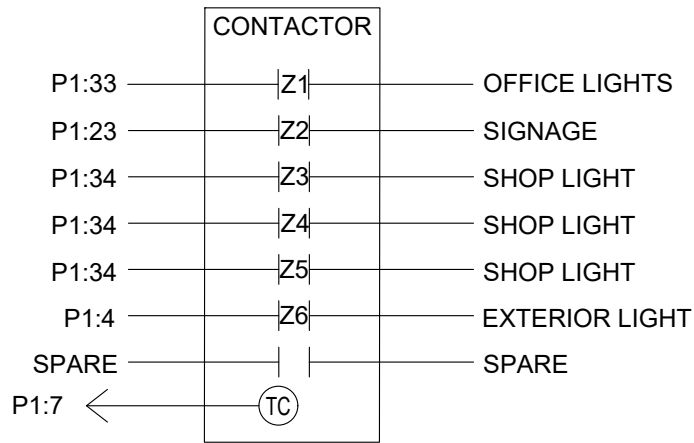 CONTACTOR
P1:33 Z1 OFFICE LIGHTS
P1:23 Z2 SIGNAGE
P1:34 Z3 SHOP LIGHT
P1:34 Z4 SHOP LIGHT
P1:34 Z5 SHOP LIGHT
P1:4 Z6 EXTERIOR LIGHT
SPARE SPARE
P1:7 TC